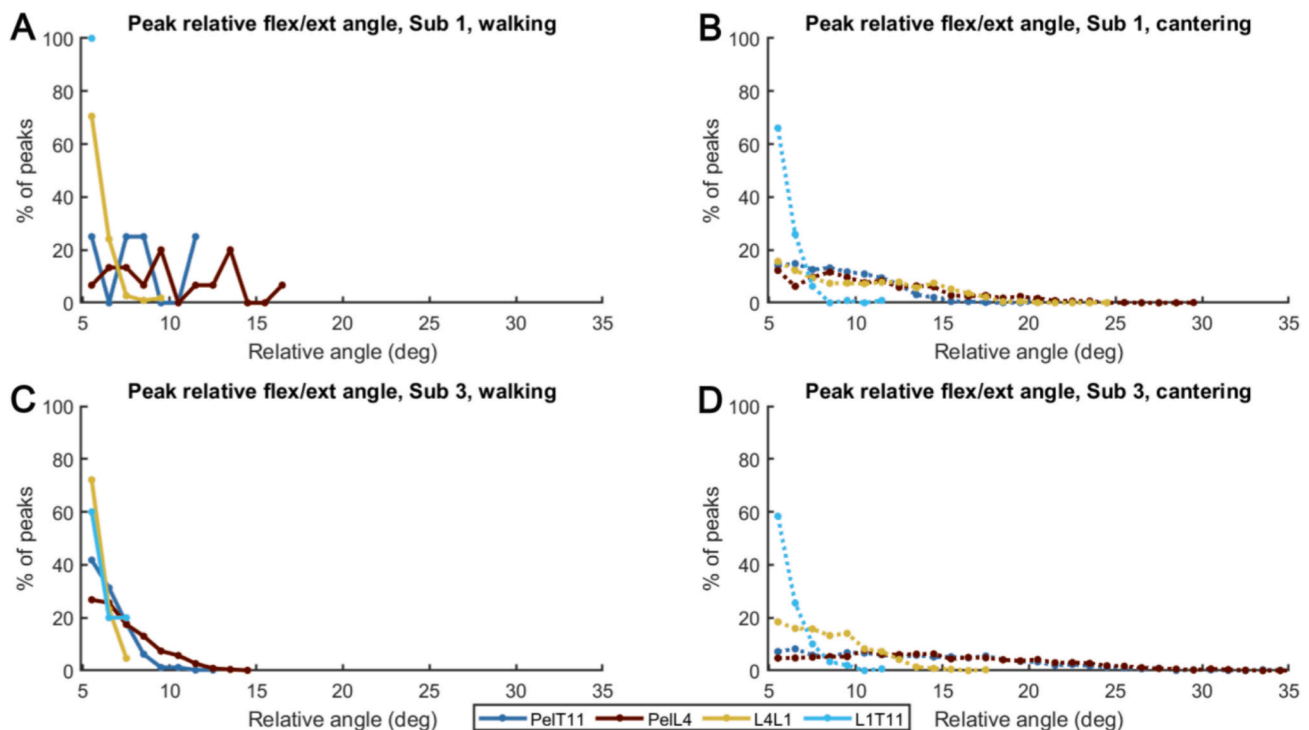 A
Peak relative flex/ext angle, Sub 1, walking
100
80
60
40
20
0
% of peaks
5 10 15 20 25 30 35
Relative angle (deg)
B
Peak relative flex/ext angle, Sub 1, cantering
100
80
60
40
20
0
% of peaks
5 10 15 20 25 30 35
Relative angle (deg)
C
Peak relative flex/ext angle, Sub 3, walking
100
80
60
40
20
0
% of peaks
5 10 15 20 25 30 35
Relative angle (deg)
D
Peak relative flex/ext angle, Sub 3, cantering
100
80
60
40
20
0
% of peaks
5 10 15 20 25 30 35
Relative angle (deg)
PelT11 PelL4 L4L1 L1T11